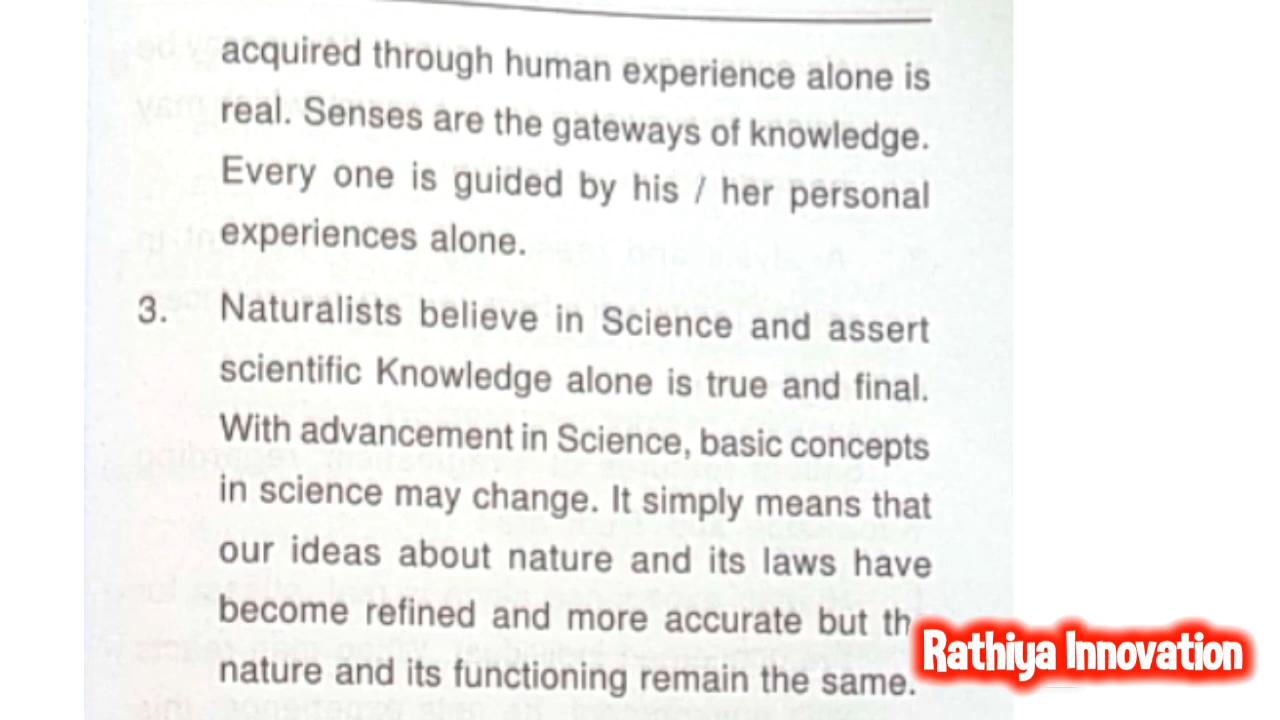 acquired through human experience alone is
real. Senses are the gateways of knowledge.
Every one is guided by his / her personal
experiences alone.
3. Naturalists believe in Science and assert
scientific Knowledge alone is true and final.
With advancement in Science, basic concepts
in science may change. It simply means that
our ideas about nature and its laws have
become refined and more accurate but
nature and its functioning remain the same.
Rathiya Innovation